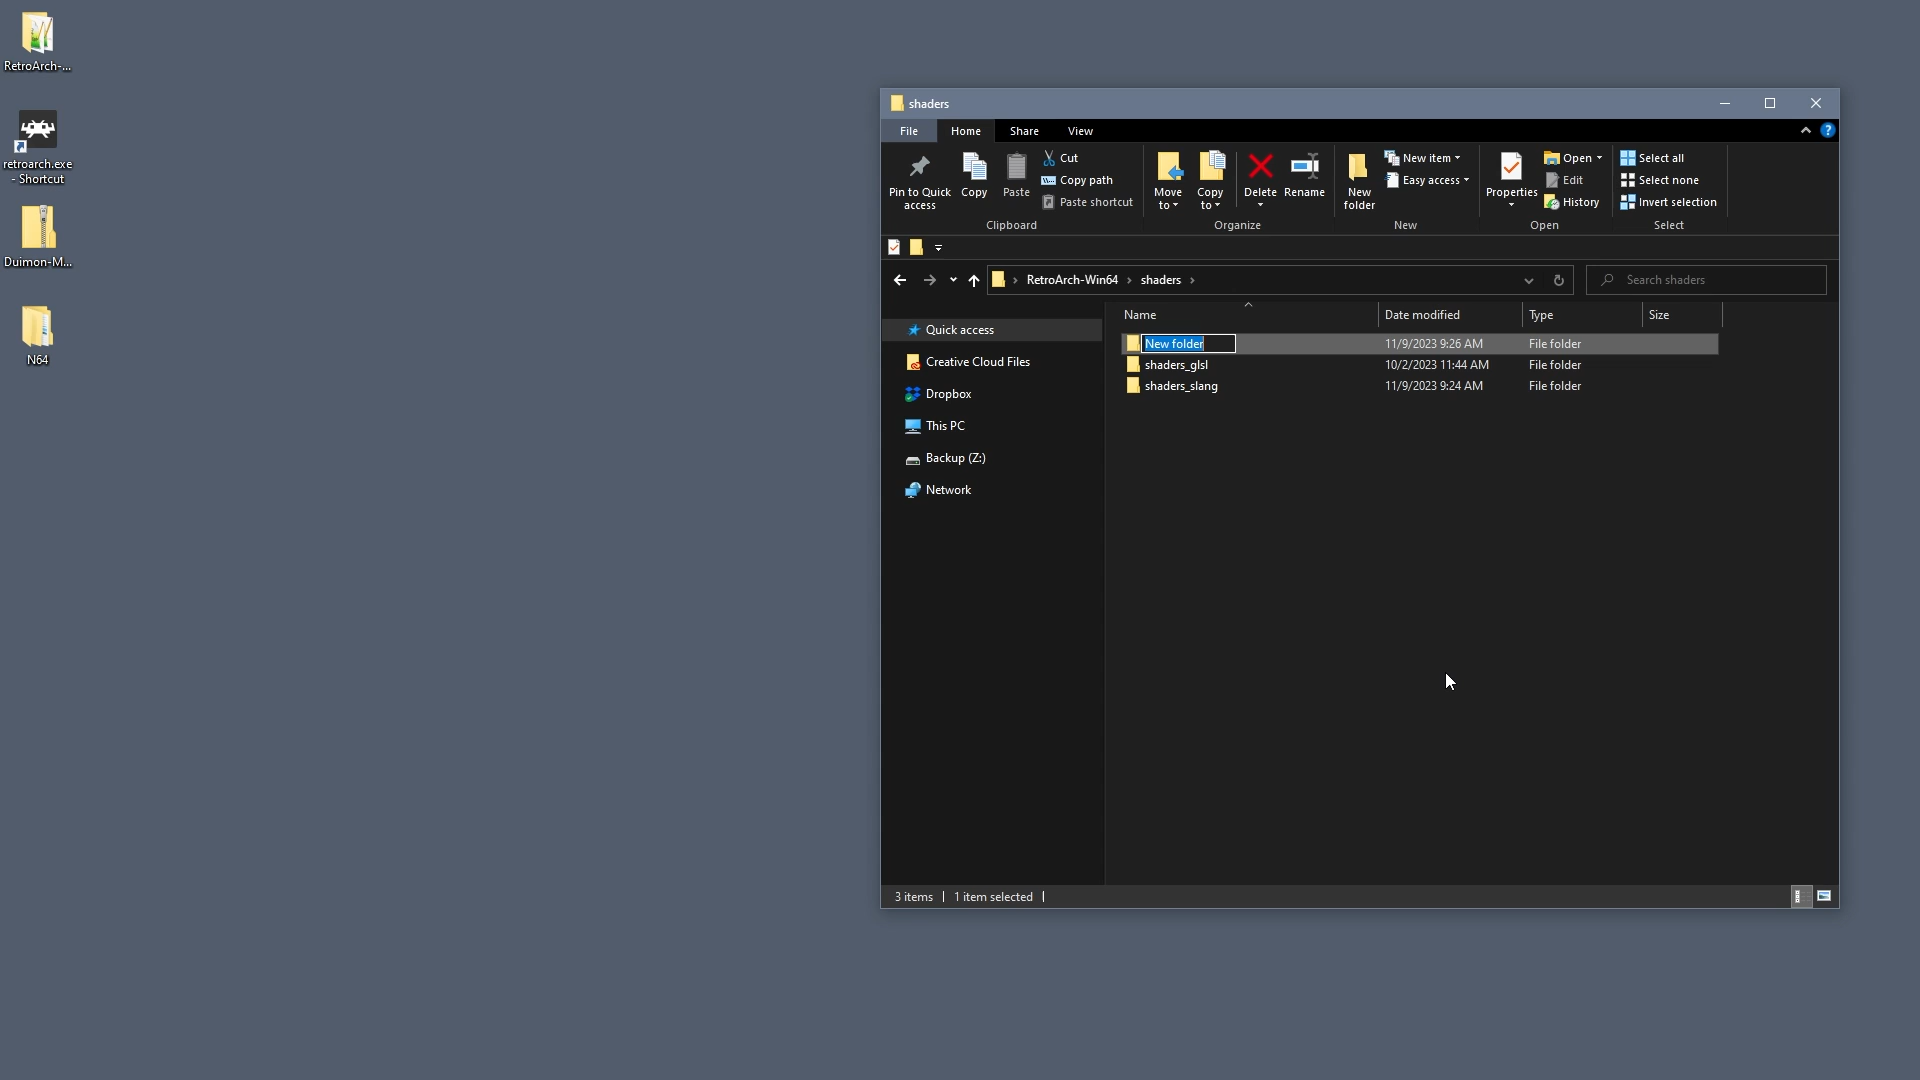 RetroArch-...
retroarch.exe
- Shortcut
Duimon-M...
N64
shaders
File
Home
Share
View
Pin to Quick
access
Copy
Paste
Cut
Copy path
Paste shortcut
Clipboard
Move
to
Copy
to
Delete
Rename
Organize
New
folder
New item
Easy access
New
Properties
Open
Edit
History
Open
Select all
Select none
Invert selection
Select
RetroArch-Win64
shaders
Search shaders
Quick access
Creative Cloud Files
Dropbox
This PC
Backup (Z:)
Network
Name Date modified Type Size
New folder 11/9/2023 9:26 AM File folder
shaders_glsl 10/2/2023 11:44 AM File folder
shaders_slang 11/9/2023 9:24 AM File folder
3 items 1 item selected